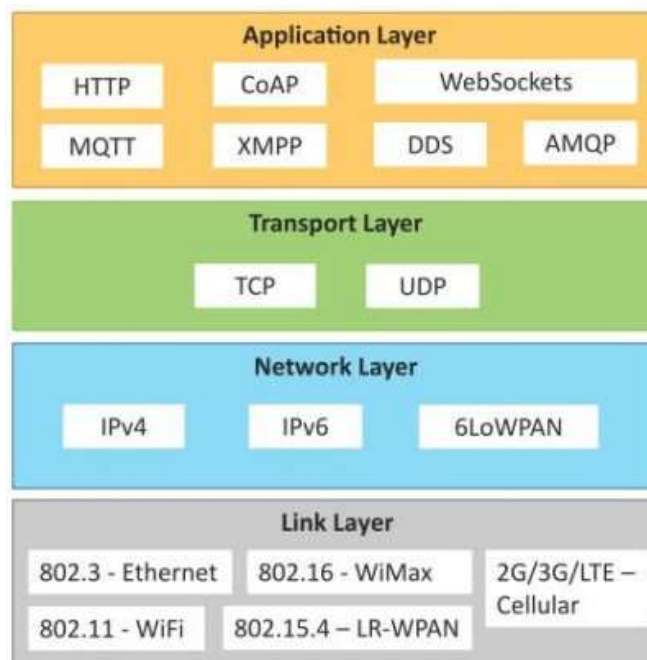 Application Layer
HTTP
CoAP
WebSockets
MQTT
XMPP
DDS
AMQP
Transport Layer
TCP
UDP
Network Layer
IPv4
IPv6
6LoWPAN
Link Layer
802.3 - Ethernet
802.16 - WiMax
2G/3G/LTE –
Cellular
802.11 - WiFi
802.15.4 – LR-WPAN